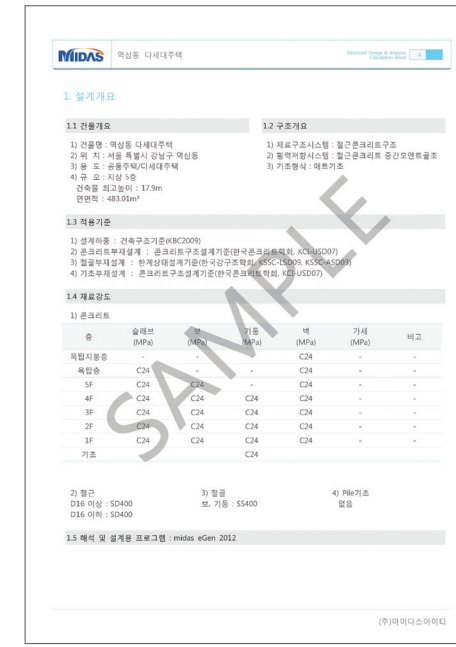 MIDAS 역삼동 다세대주택 Structural Design & Analysis Calculation Sheet 4
1. 설계개요
1.1 건물개요
1) 건물명 : 역삼동 다세대주택
2) 위 치 : 서울 특별시 강남구 역삼동
3) 용 도 : 공동주택/다세대주택
4) 규 모 : 지상 5층
건축물 최고높이 : 17.9m
연면적 : 483.01m²
1.2 구조개요
1) 재료구조시스템 : 철근콘크리트구조
2) 횡력저항시스템 : 철근콘크리트 중간모멘트골조
3) 기초형식 : 매트기초
1.3 적용기준
1) 설계하중 : 건축구조기준(KBC2009)
2) 콘크리트부재설계 : 콘크리트구조설계기준(한국콘크리트학회, KCI-USD07)
3) 철골부재설계 : 한계상태설계기준(한국강구조학회, KSSC-LSD09, KSSC-ASD03)
4) 기초부재설계 : 콘크리트구조설계기준(한국콘크리트학회, KCI-USD07)
1.4 재료강도
1) 콘크리트
층 슬래브 (MPa) 보 (MPa) 기둥 (MPa) 벽 (MPa) 가새 (MPa) 비고
옥탑지붕층 - - - C24 - -
옥탑층 C24 - - C24 - -
5F C24 C24 - C24 - -
4F C24 C24 C24 C24 - -
3F C24 C24 C24 C24 - -
2F C24 C24 C24 C24 - -
1F C24 C24 C24 C24 - -
기초 C24
2) 철근
D16 이상 : SD400
D16 이하 : SD400
3) 철골
보, 기둥 : SS400
4) Pile기초
없음
1.5 해석 및 설계용 프로그램 : midas eGen 2012
SAMPLE
(주)마이다스아이티